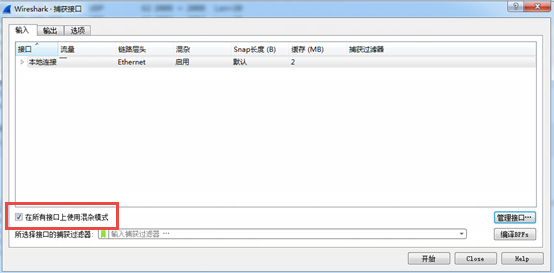 Wireshark · 捕获接口
输入 输出 选项
接口 流量 链路层头 混杂 Snap长度 (B) 缓存 (MB) 捕获过滤器
本地连接 Ethernet 启用 默认 2
在所有接口上使用混杂模式 管理接口…
所选择接口的捕获过滤器: 输入捕获过滤器 … 编译BPFs
开始 Close Help